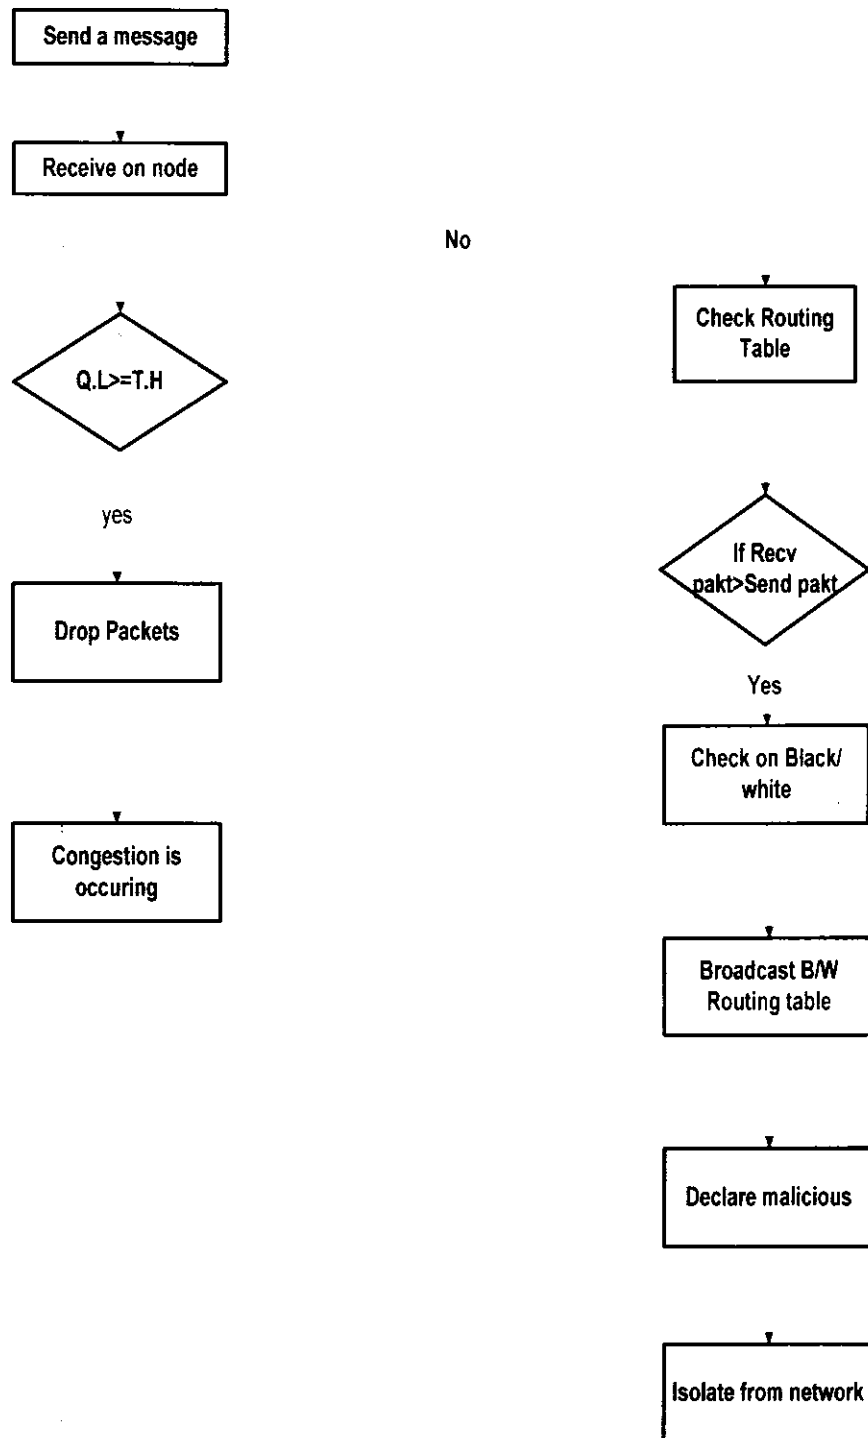 Send a message
Receive on node
No
Q.L>=T.H
yes
Drop Packets
Congestion is
occuring
Check Routing
Table
If Recv
pakt>Send pakt
Yes
Check on Black/
white
Broadcast B/W
Routing table
Declare malicious
Isolate from network